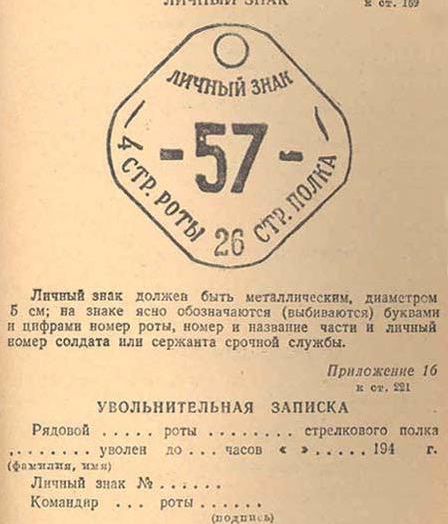 ЛИЧНЫЙ ЗНАК
к ст. 169
ЛИЧНЫЙ ЗНАК
- 57 -
4 СТР. РОТЫ 26 СТР. ПОЛКА
Личный знак должен быть металлическим, диаметром
5 см; на знаке ясно обозначаются (выбиваются) буквами
и цифрами номер роты, номер и название части и личный
номер солдата или сержанта срочной службы.
Приложение 16
к ст. 221
УВОЛЬНИТЕЛЬНАЯ ЗАПИСКА
Рядовой ..... роты ........ стрелкового полка
........ уволен до ... часов « » ..... 194 г.
(фамилия, имя)
Личный знак № ......
Командир ... роты ......
(подпись)